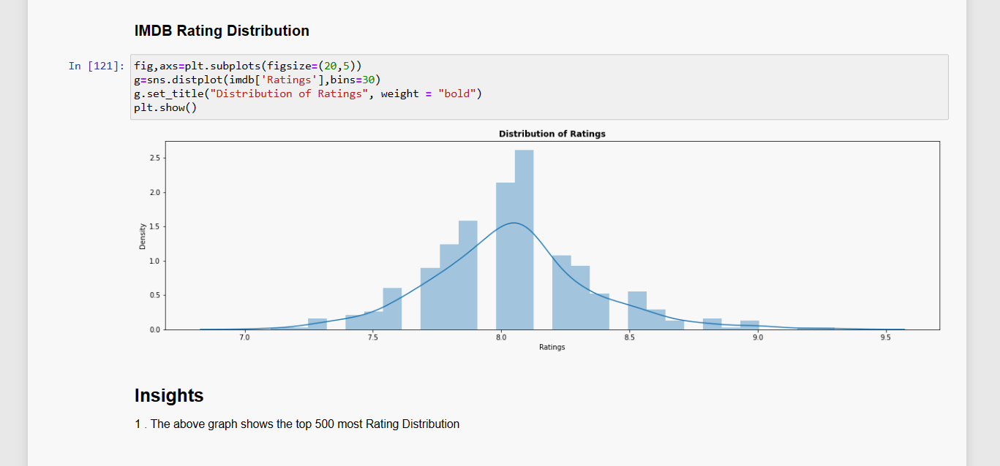 IMDB Rating Distribution
In [121]:
fig,axs=plt.subplots(figsize=(20,5))
g=sns.distplot(imdb['Ratings'],bins=30)
g.set_title("Distribution of Ratings", weight = "bold")
plt.show()
Distribution of Ratings
2.5
2.0
1.5
1.0
0.5
0.0
Density
7.0 7.5 8.0 8.5 9.0 9.5
Ratings
Insights
1 . The above graph shows the top 500 most Rating Distribution